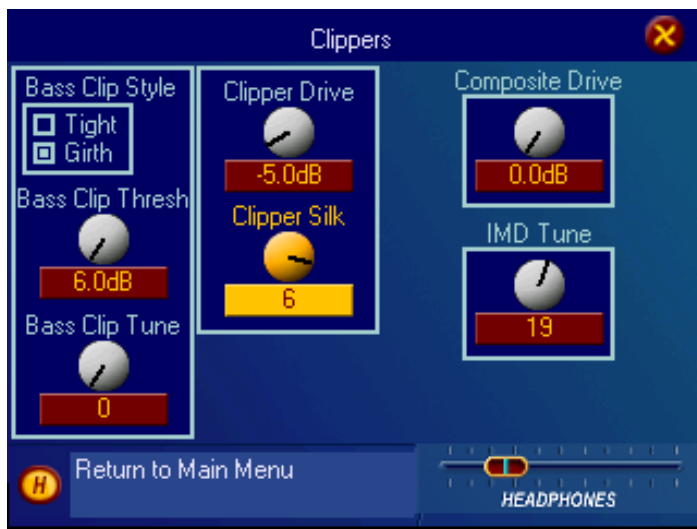 Clippers
Bass Clip Style
Tight
Girth
Bass Clip Thresh
6.0dB
Bass Clip Tune
0
Clipper Drive
-5.0dB
Clipper Silk
6
Composite Drive
0.0dB
IMD Tune
19
H
Return to Main Menu
HEADPHONES